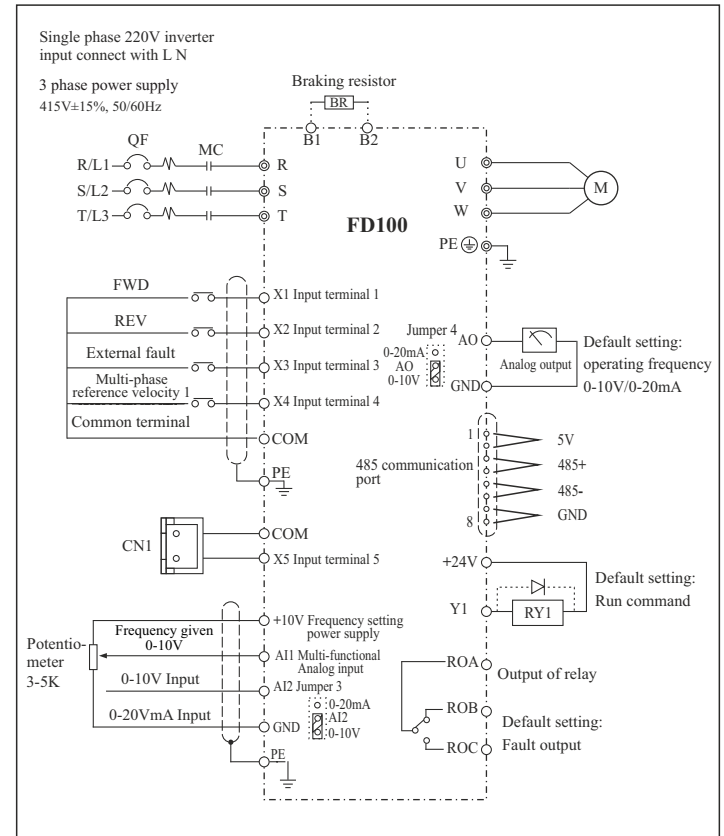 Single phase 220V inverter
input connect with L N
3 phase power supply
415V±15%, 50/60Hz
Braking resistor
BR
B1 B2
QF
MC
R/L1
R
S/L2
S
T/L3
T
U
V
W
M
FD100
PE
FWD
X1 Input terminal 1
REV
X2 Input terminal 2
External fault
X3 Input terminal 3
Multi-phase
reference velocity 1
X4 Input terminal 4
Common terminal
COM
PE
Jumper 4
0-20mA
AO
0-10V
AO
GND
Analog output
Default setting:
operating frequency
0-10V/0-20mA
485 communication
port
1
8
5V
485+
485-
GND
CN1
COM
X5 Input terminal 5
+24V
Y1
RY1
Default setting:
Run command
Potentio-
meter
3-5K
+10V Frequency setting
power supply
Frequency given
0-10V
AI1 Multi-functional
Analog input
0-10V Input
AI2 Jumper 3
0-20mA
AI2
0-10V
0-20VmA Input
GND
PE
ROA
Output of relay
ROB
ROC
Default setting:
Fault output